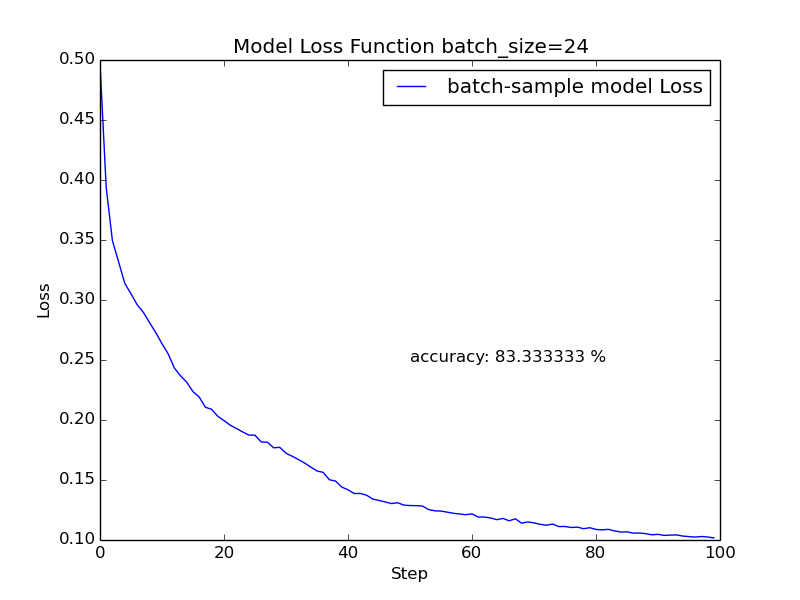 Model Loss Function batch_size=24
batch-sample model Loss
0.50
0.45
0.40
0.35
0.30
0.25
0.20
0.15
0.10
Loss
accuracy: 83.333333 %
0 20 40 60 80 100
Step